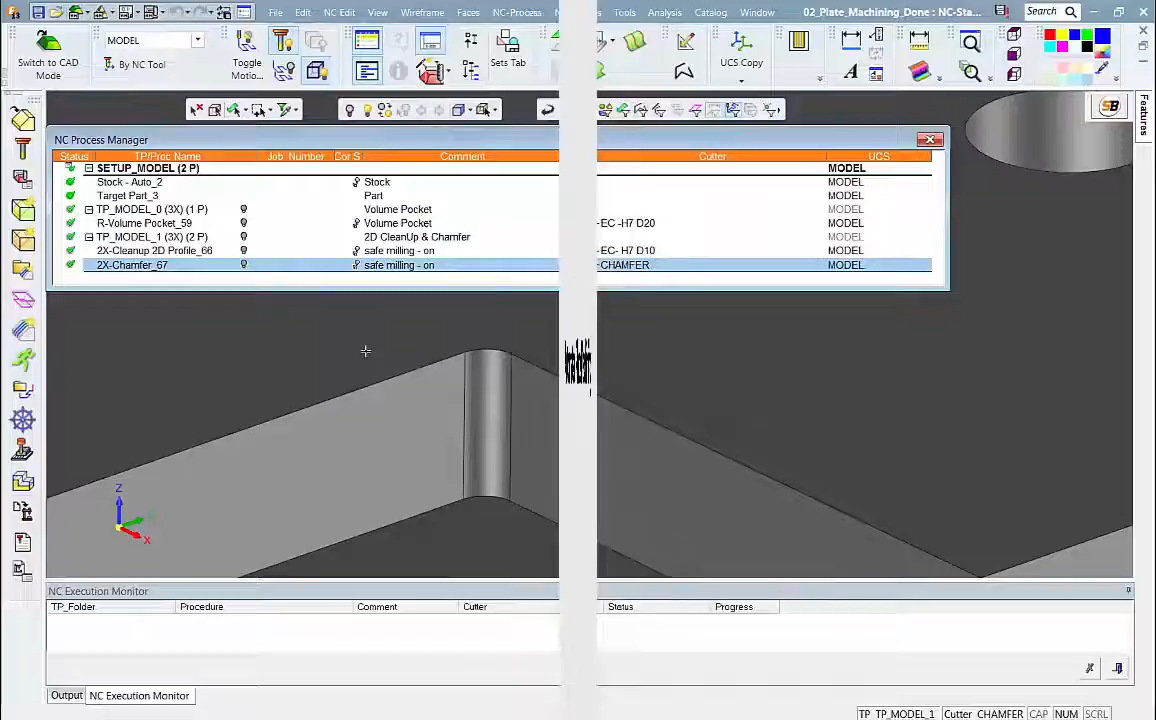 File Edit NC Edit Views Wireframe Faces NC-Process Tools Analysis Catalog Window 02_Plate_Machining_Done : NC-Sta... Search
Switch to CAD Mode
MODEL
By NC Tool
Toggle Motio...
Sets Tab
UCS Copy
Features
NC Process Manager
Status TP/Proc Name Job Number Cor S Comment Cutter UCS
SETUP_MODEL (2 P) MODEL
Stock - Auto_2 Stock MODEL
Target Part_3 Part MODEL
TP_MODEL_0 (3X) (1 P) Volume Pocket MODEL
R-Volume Pocket_59 Volume Pocket -EC -H7 D20 MODEL
TP_MODEL_1 (3X) (2 P) 2D CleanUp & Chamfer MODEL
2X-Cleanup 2D Profile_66 safe milling - on -EC- H7 D10 MODEL
2X-Chamfer_67 safe milling - on -CHAMFER MODEL
Z
X
NC Execution Monitor
TP_Folder Procedure Comment Cutter Status Progress
Output NC Execution Monitor
TP TP_MODEL_1 Cutter CHAMFER CAP NUM SCRL